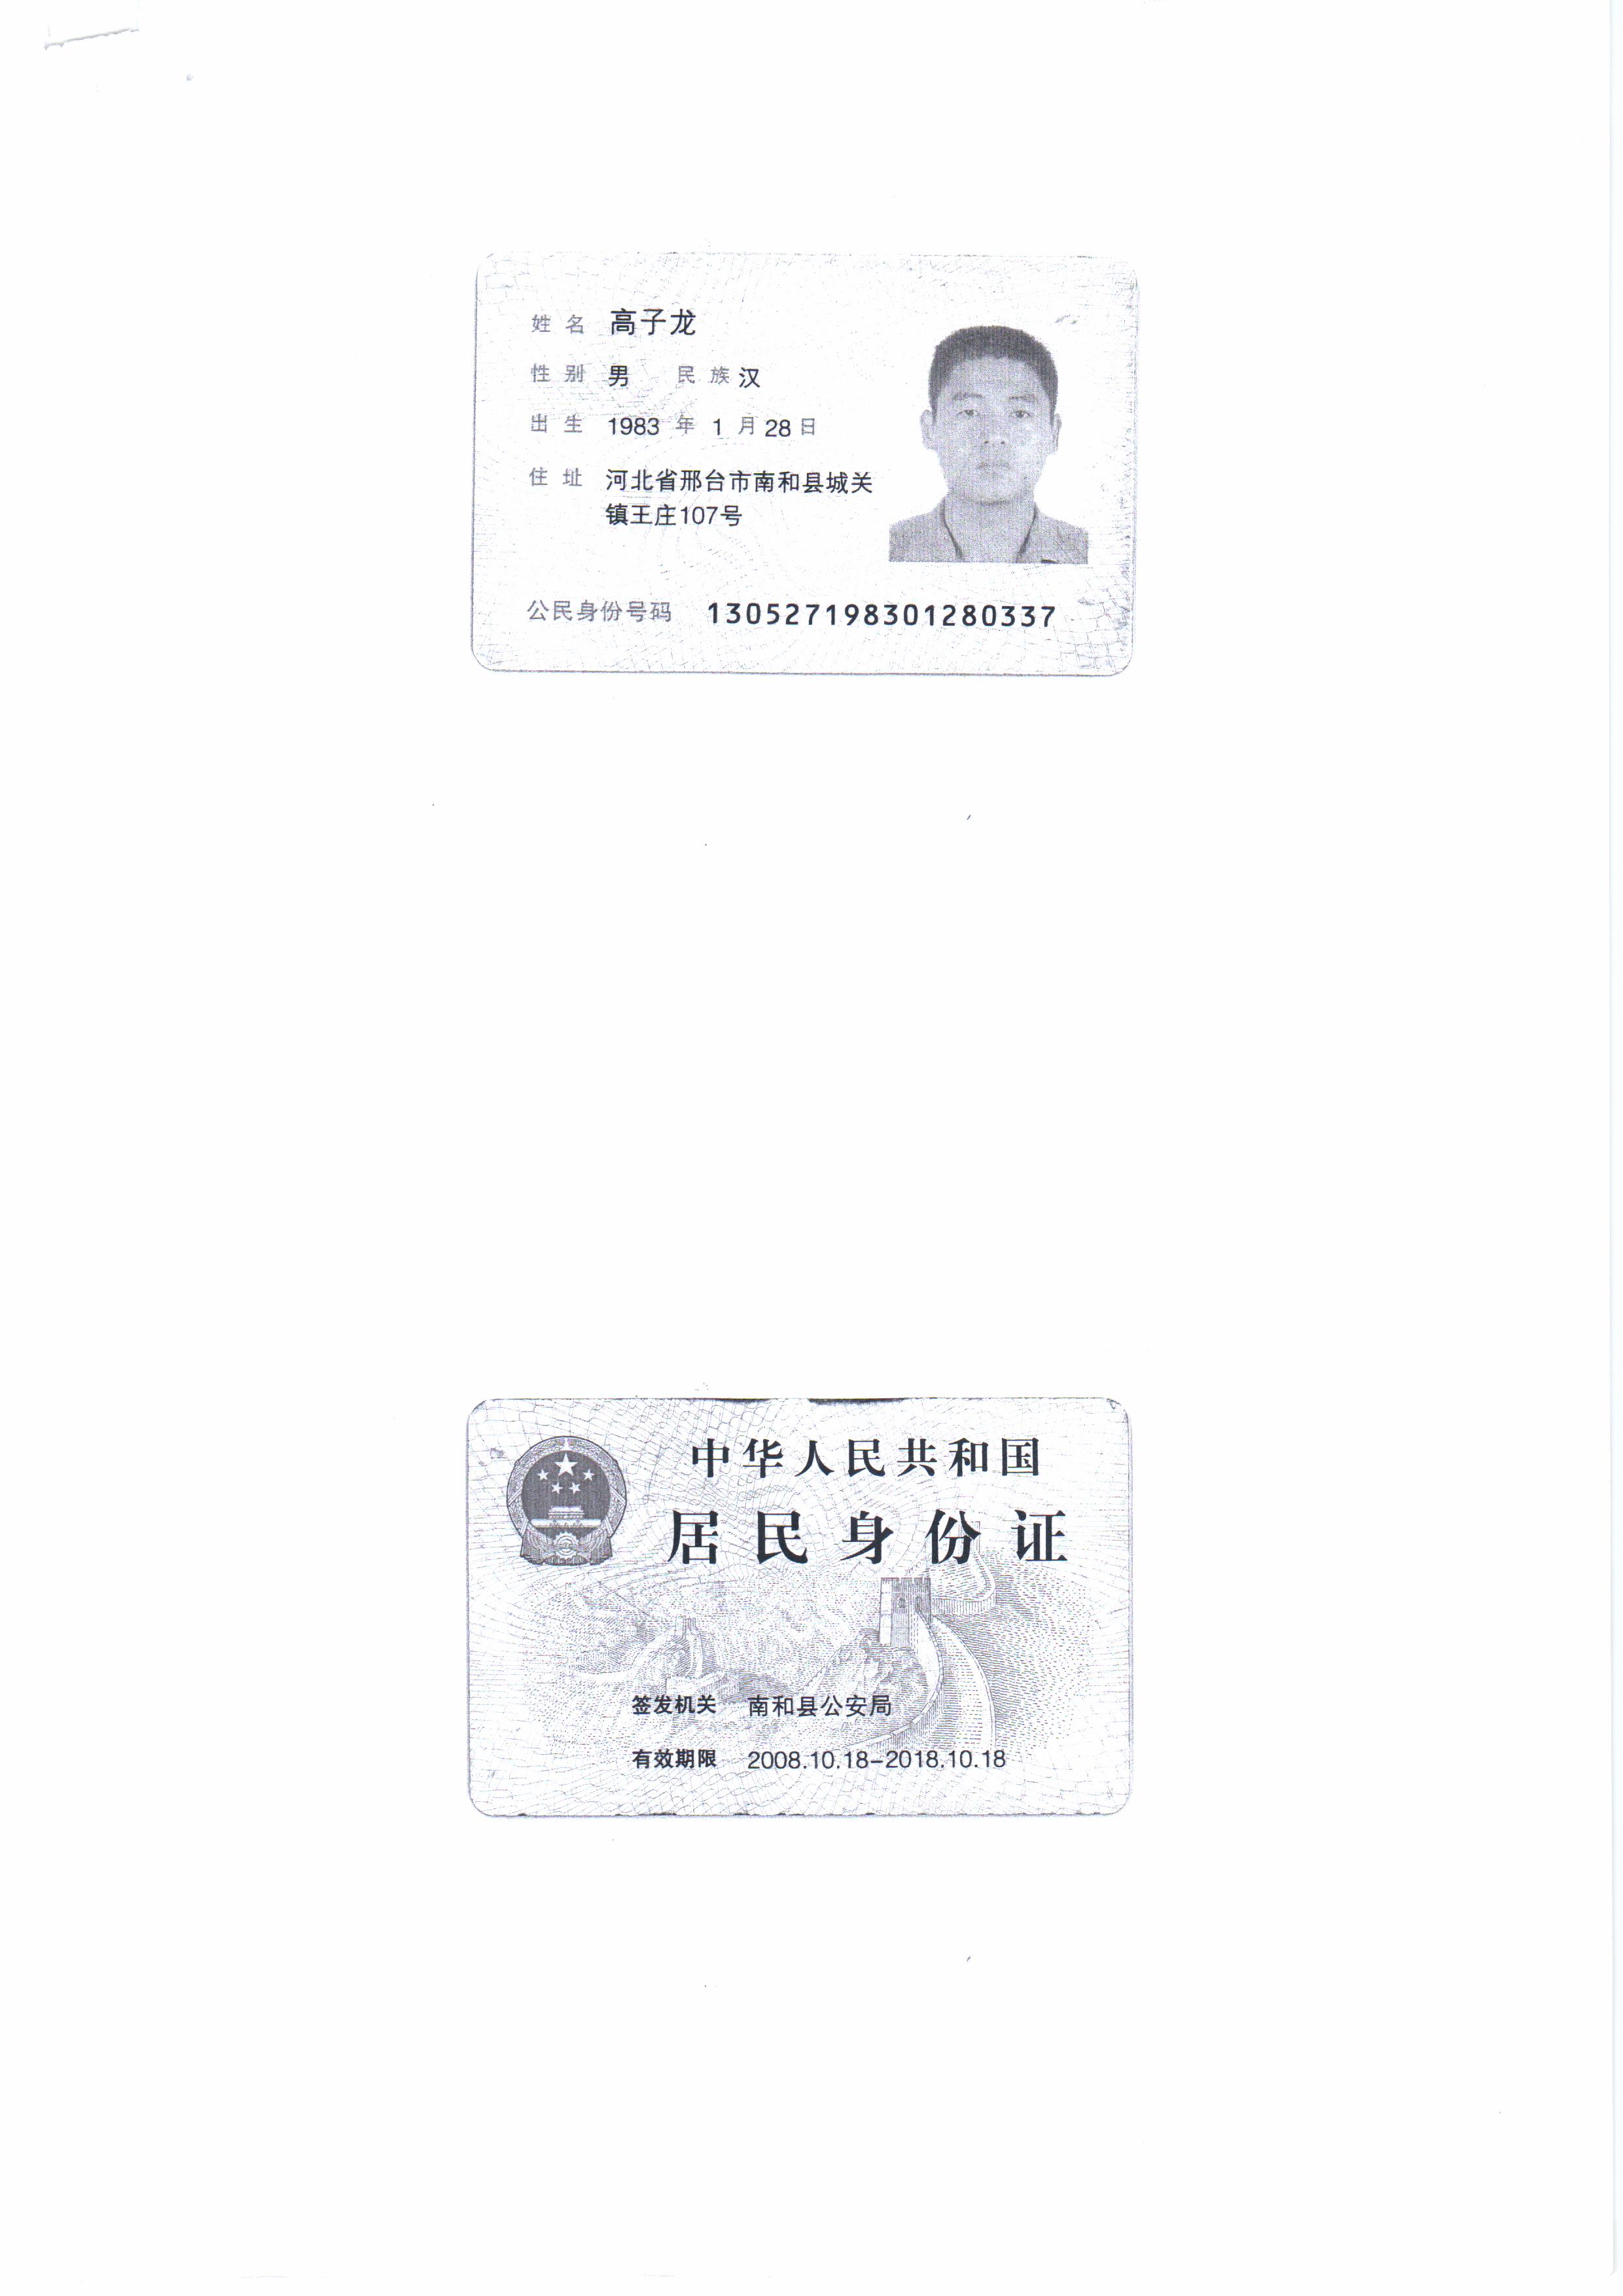 姓名 高子龙
性别 男 民族 汉
出生 1983 年 1 月 28 日
住址 河北省邢台市南和县城关
镇王庄107号
公民身份号码 130527198301280337
中华人民共和国
居民身份证
签发机关 南和县公安局
有效期限 2008.10.18-2018.10.18